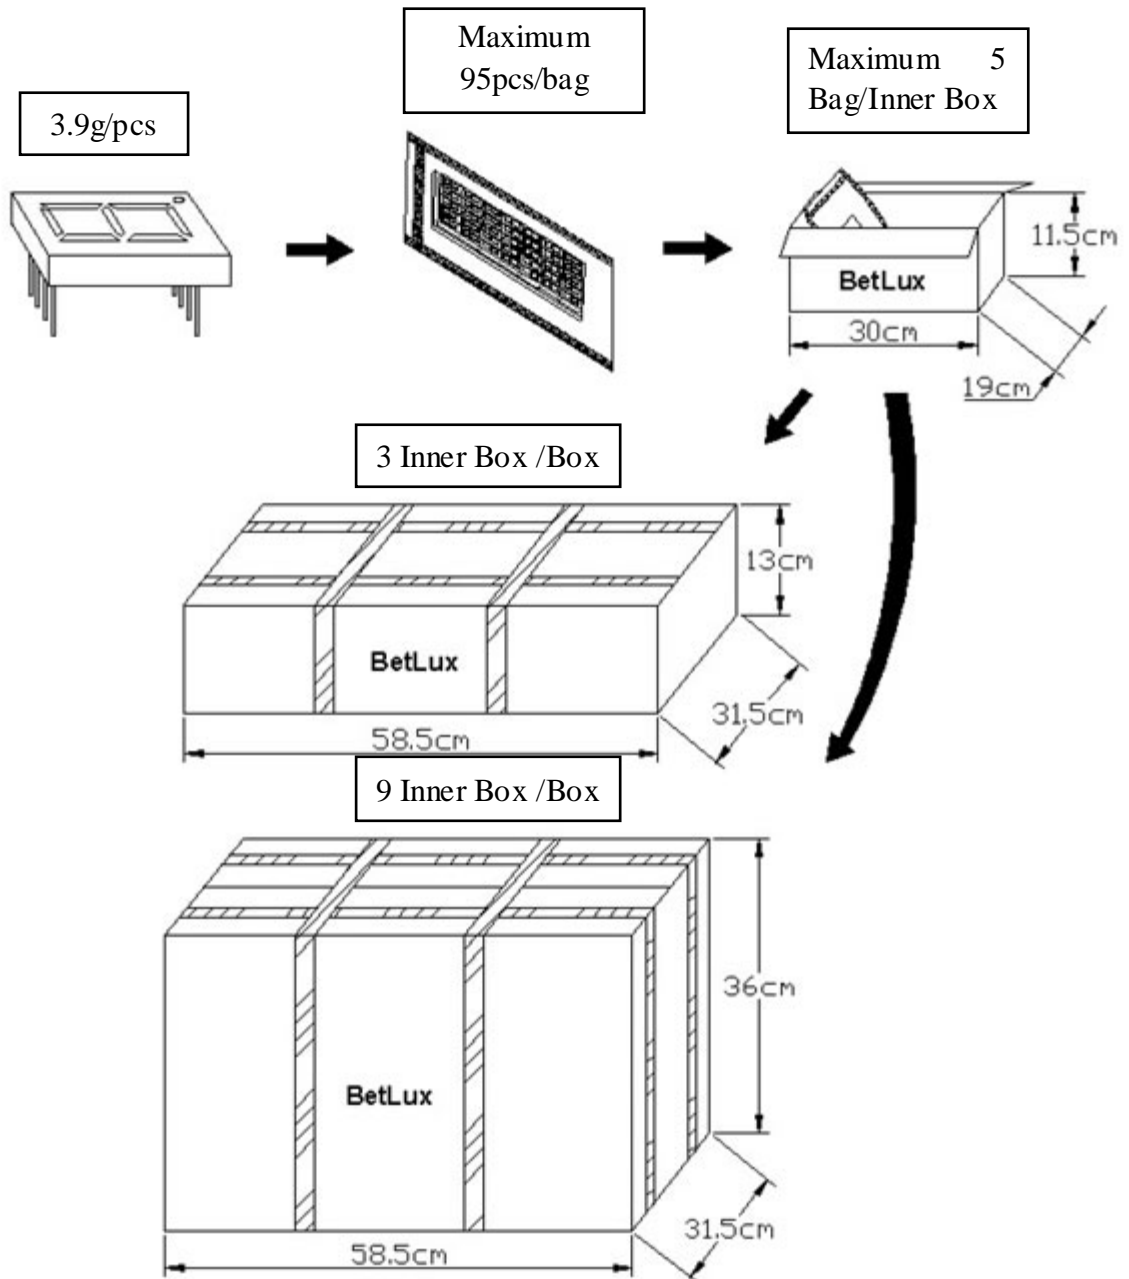 Maximum
95pcs/bag
Maximum 5
Bag/Inner Box
3.9g/pcs
11.5cm
BetLux
30cm
19cm
3 Inner Box /Box
13cm
BetLux
31.5cm
58.5cm
9 Inner Box /Box
36cm
BetLux
31.5cm
58.5cm